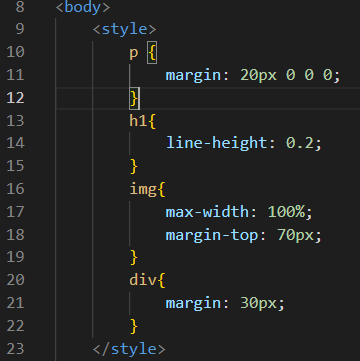 8 <body>
9 <style>
10 p {
11 margin: 20px 0 0 0;
12 }
13 h1{
14 line-height: 0.2;
15 }
16 img{
17 max-width: 100%;
18 margin-top: 70px;
19 }
20 div{
21 margin: 30px;
22 }
23 </style>